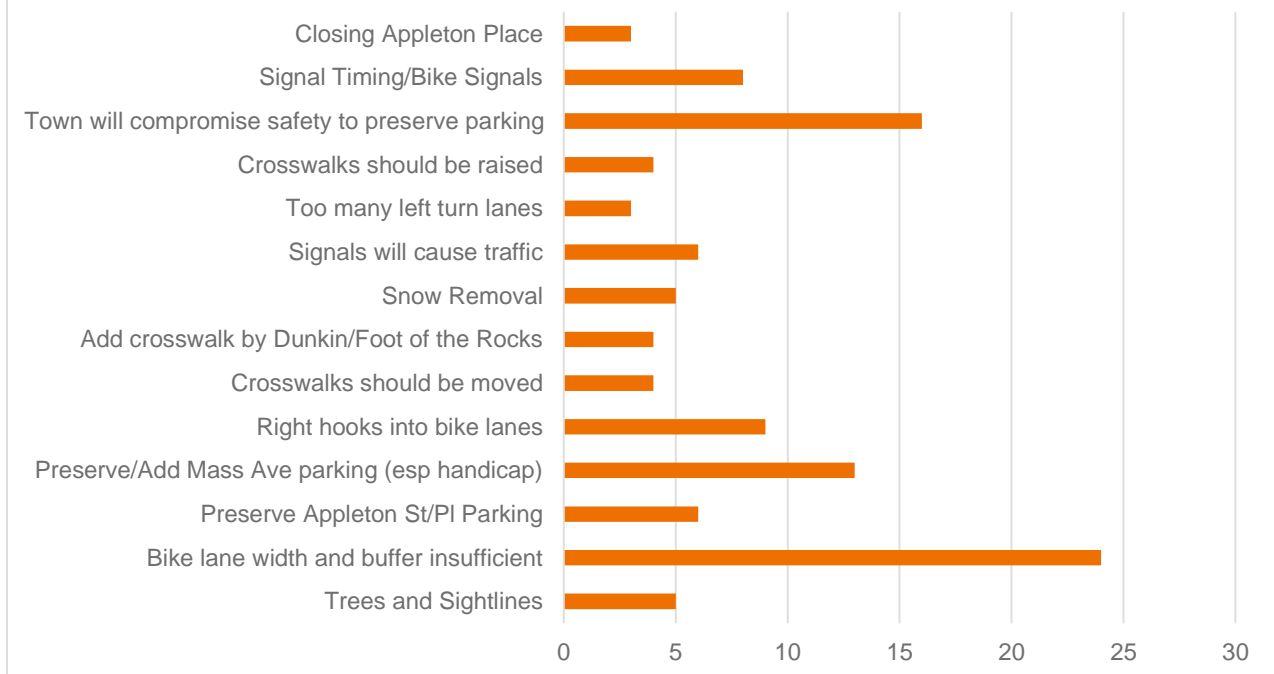 Closing Appleton Place
Signal Timing/Bike Signals
Town will compromise safety to preserve parking
Crosswalks should be raised
Too many left turn lanes
Signals will cause traffic
Snow Removal
Add crosswalk by Dunkin/Foot of the Rocks
Crosswalks should be moved
Right hooks into bike lanes
Preserve/Add Mass Ave parking (esp handicap)
Preserve Appleton St/Pl Parking
Bike lane width and buffer insufficient
Trees and Sightlines
0 5 10 15 20 25 30